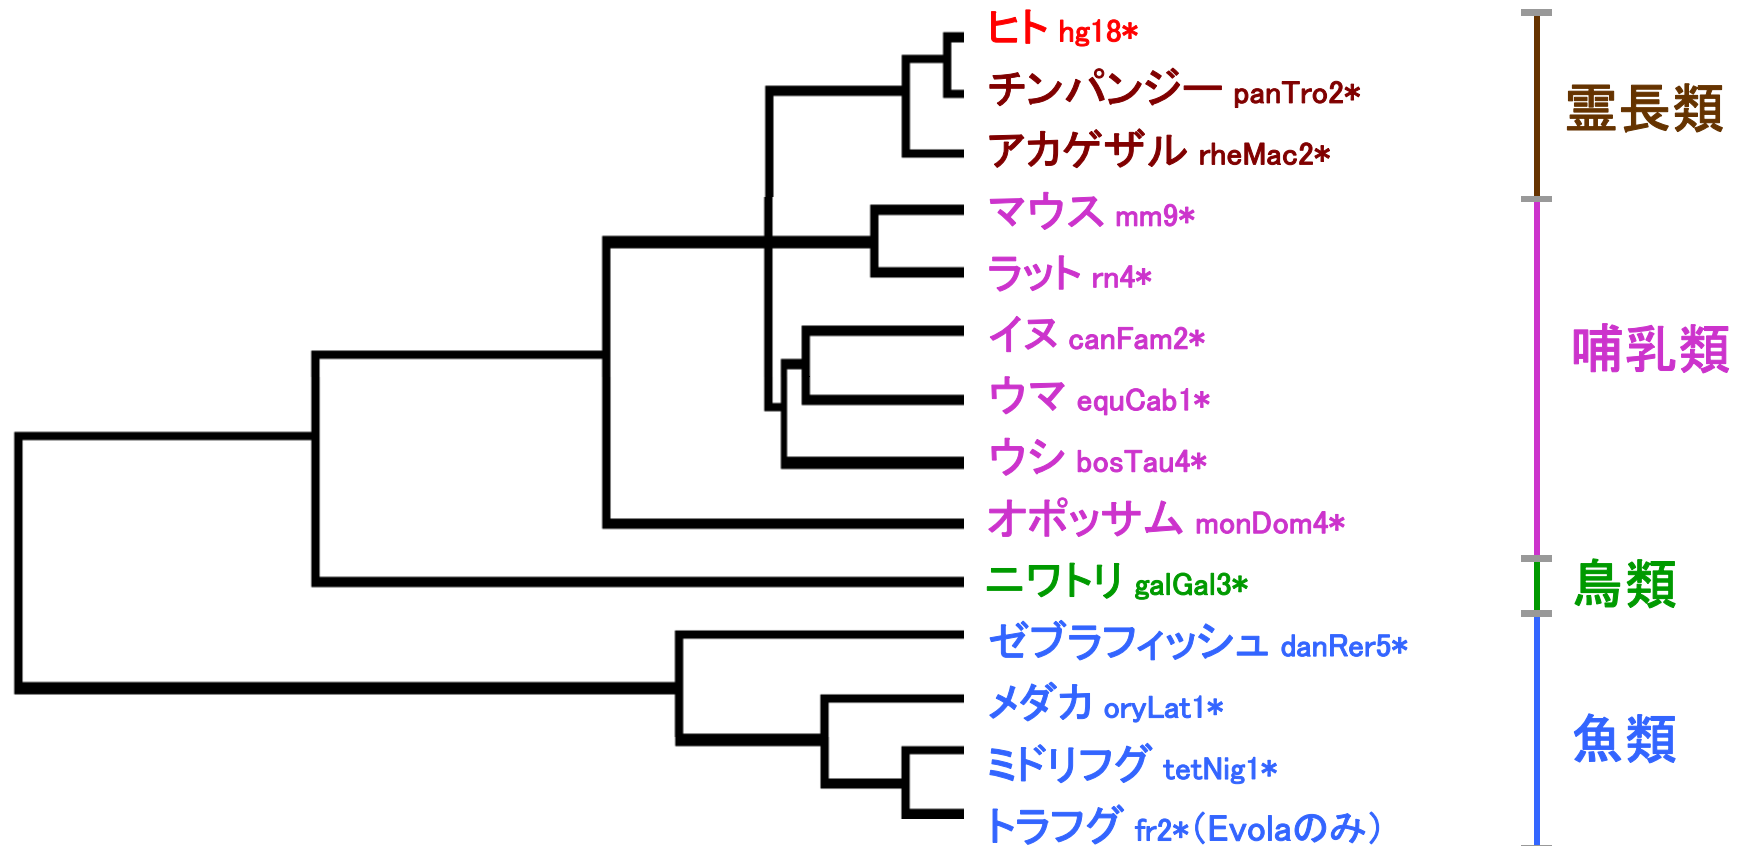 ヒト hg18*
チンパンジー panTro2*
アカゲザル rheMac2*
霊長類
マウス mm9*
ラット rn4*
イヌ canFam2*
ウマ equCab1*
ウシ bosTau4*
オポッサム monDom4*
哺乳類
ニワトリ galGal3*
鳥類
ゼブラフィッシュ danRer5*
メダカ oryLat1*
ミドリフグ tetNig1*
トラフグ fr2*(Evolaのみ)
魚類